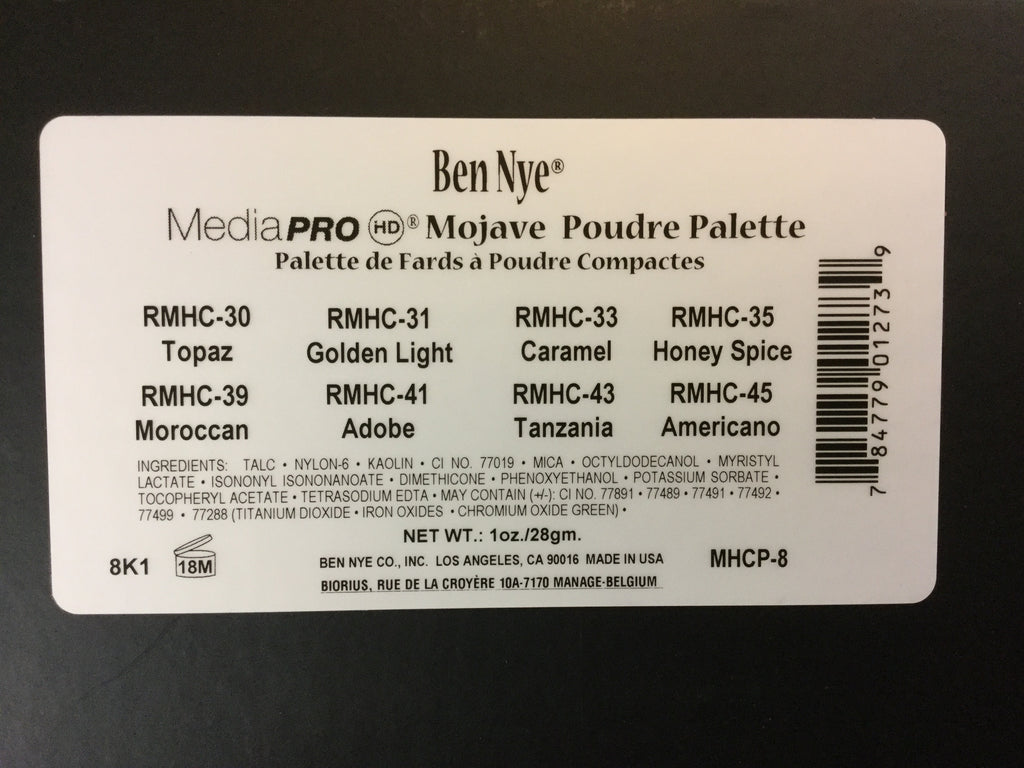 Ben Nye®
MediaPRO HD® Mojave Poudre Palette
Palette de Fards à Poudre Compactes
RMHC-30 RMHC-31 RMHC-33 RMHC-35
Topaz Golden Light Caramel Honey Spice
RMHC-39 RMHC-41 RMHC-43 RMHC-45
Moroccan Adobe Tanzania Americano
INGREDIENTS: TALC • NYLON-6 • KAOLIN • CI NO. 77019 • MICA • OCTYLDODECANOL • MYRISTYL
LACTATE • ISONONYL ISONONANOATE • DIMETHICONE • PHENOXYETHANOL • POTASSIUM SORBATE •
TOCOPHERYL ACETATE • TETRASODIUM EDTA • MAY CONTAIN (+/-): CI NO. 77891 • 77489 • 77491 • 77492 •
77499 • 77288 (TITANIUM DIOXIDE • IRON OXIDES • CHROMIUM OXIDE GREEN) •
NET WT.: 1oz./28gm.
8K1 18M BEN NYE CO., INC. LOS ANGELES, CA 90016 MADE IN USA MHCP-8
BIORIUS, RUE DE LA CROYÈRE 10A-7170 MANAGE-BELGIUM
7 84779 01273 9